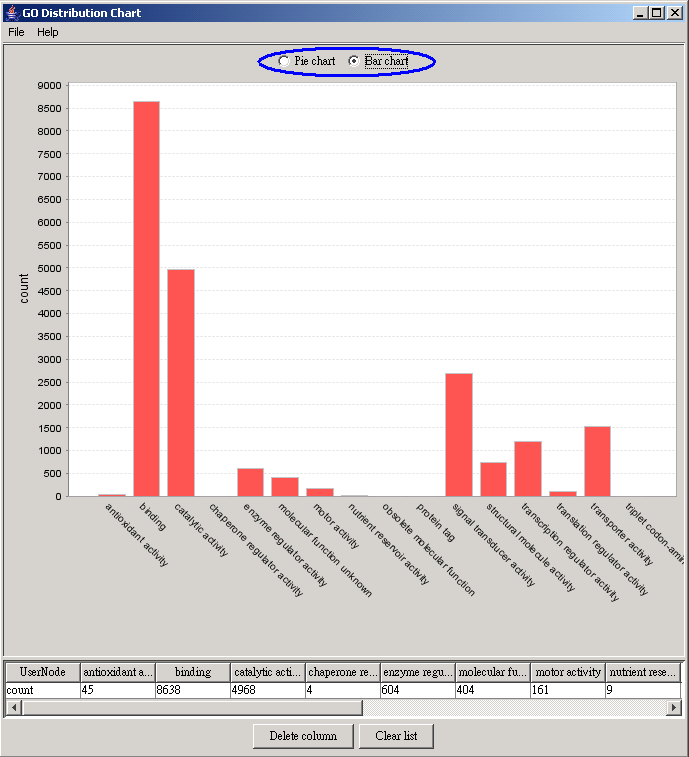 GO Distribution Chart
File Help
Pie chart Bar chart
9000
8500
8000
7500
7000
6500
6000
5500
5000
4500
4000
3500
3000
2500
2000
1500
1000
500
0
count
antioxidant activity
binding
catalytic activity
chaperone regulator activity
enzyme regulator activity
molecular function unknown
motor activity
nutrient reservoir activity
obsolete molecular function
protein tag
signal transducer activity
structural molecule activity
transcription regulator activity
translation regulator activity
transporter activity
triplet codon-amin
UserNode antioxidant a... binding catalytic acti... chaperone re... enzyme regu... molecular fu... motor activity nutrient rese...
count 45 8638 4968 4 604 404 161 9
Delete column Clear list